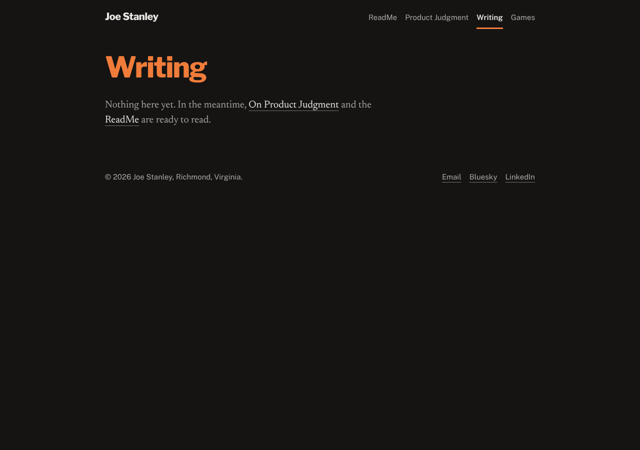 Joe Stanley
ReadMe Product Judgment Writing Games
Writing
Nothing here yet. In the meantime, On Product Judgment and the
ReadMe are ready to read.
© 2026 Joe Stanley, Richmond, Virginia.
Email Bluesky LinkedIn